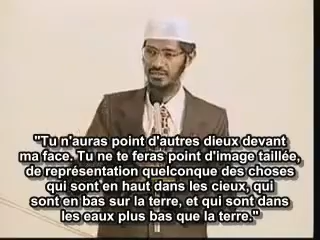 "Tu n'auras point d'autres dieux devant
ma face. Tu ne te feras point d'image taillée,
de représentation quelconque des choses
qui sont en haut dans les cieux, qui
sont en bas sur la terre, et qui sont dans
les eaux plus bas que la terre."